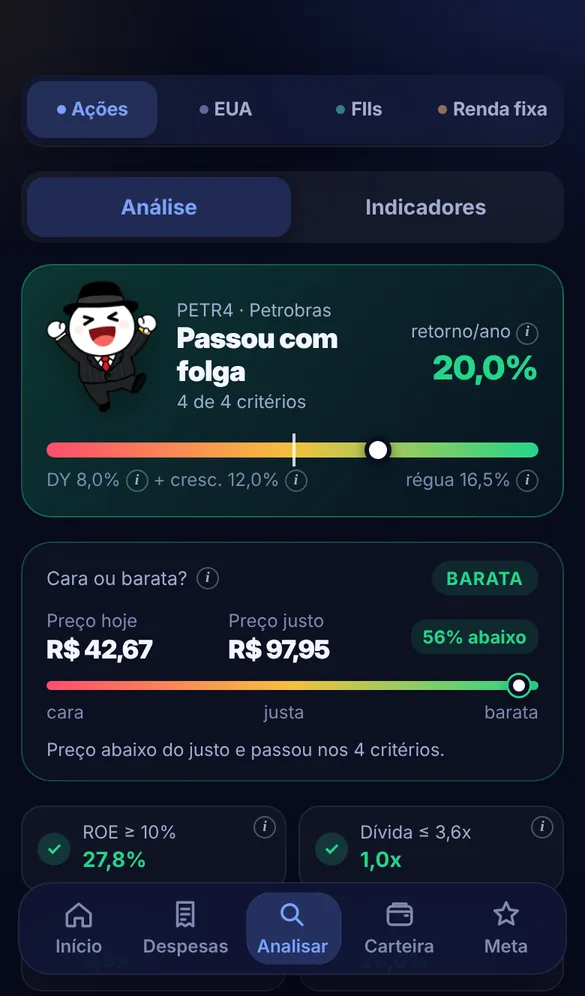 Ações EUA FIIs Renda fixa
Análise Indicadores
PETR4 · Petrobras
Passou com
folga
4 de 4 critérios
retorno/ano i
20,0%
DY 8,0% i + cresc. 12,0% i régua 16,5% i
Cara ou barata? i BARATA
Preço hoje Preço justo
R$ 42,67 R$ 97,95 56% abaixo
cara justa barata
Preço abaixo do justo e passou nos 4 critérios.
ROE ≥ 10% i
27,8%
Dívida ≤ 3,6x i
1,0x
Início Despesas Analisar Carteira Meta